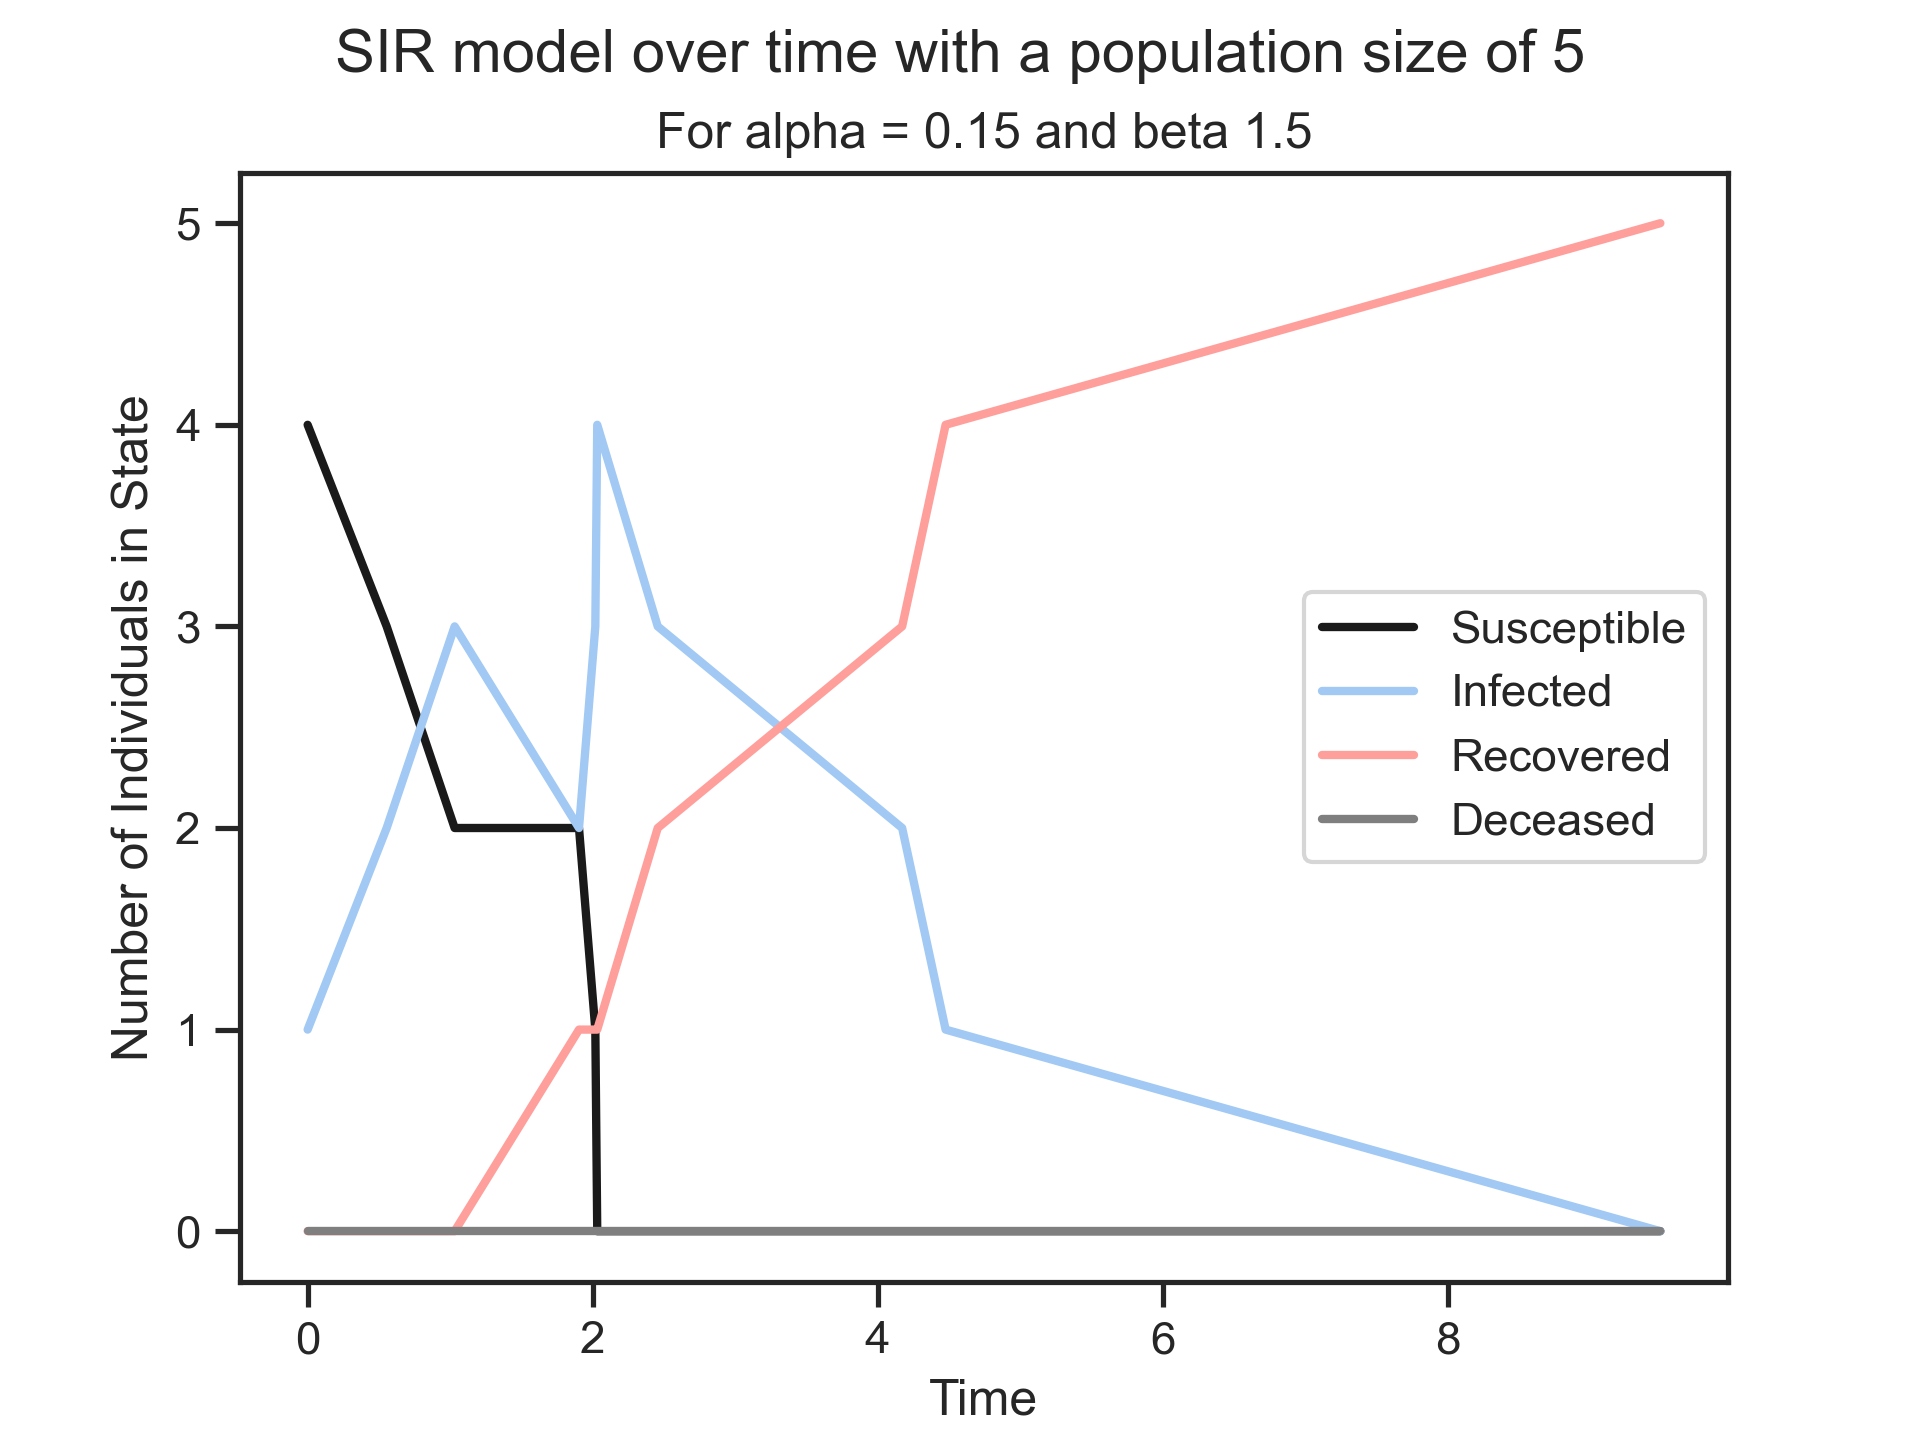 SIR model over time with a population size of 5
For alpha = 0.15 and beta 1.5
Number of Individuals in State
5
4
3
2
1
0
Susceptible
Infected
Recovered
Deceased
0 2 4 6 8
Time